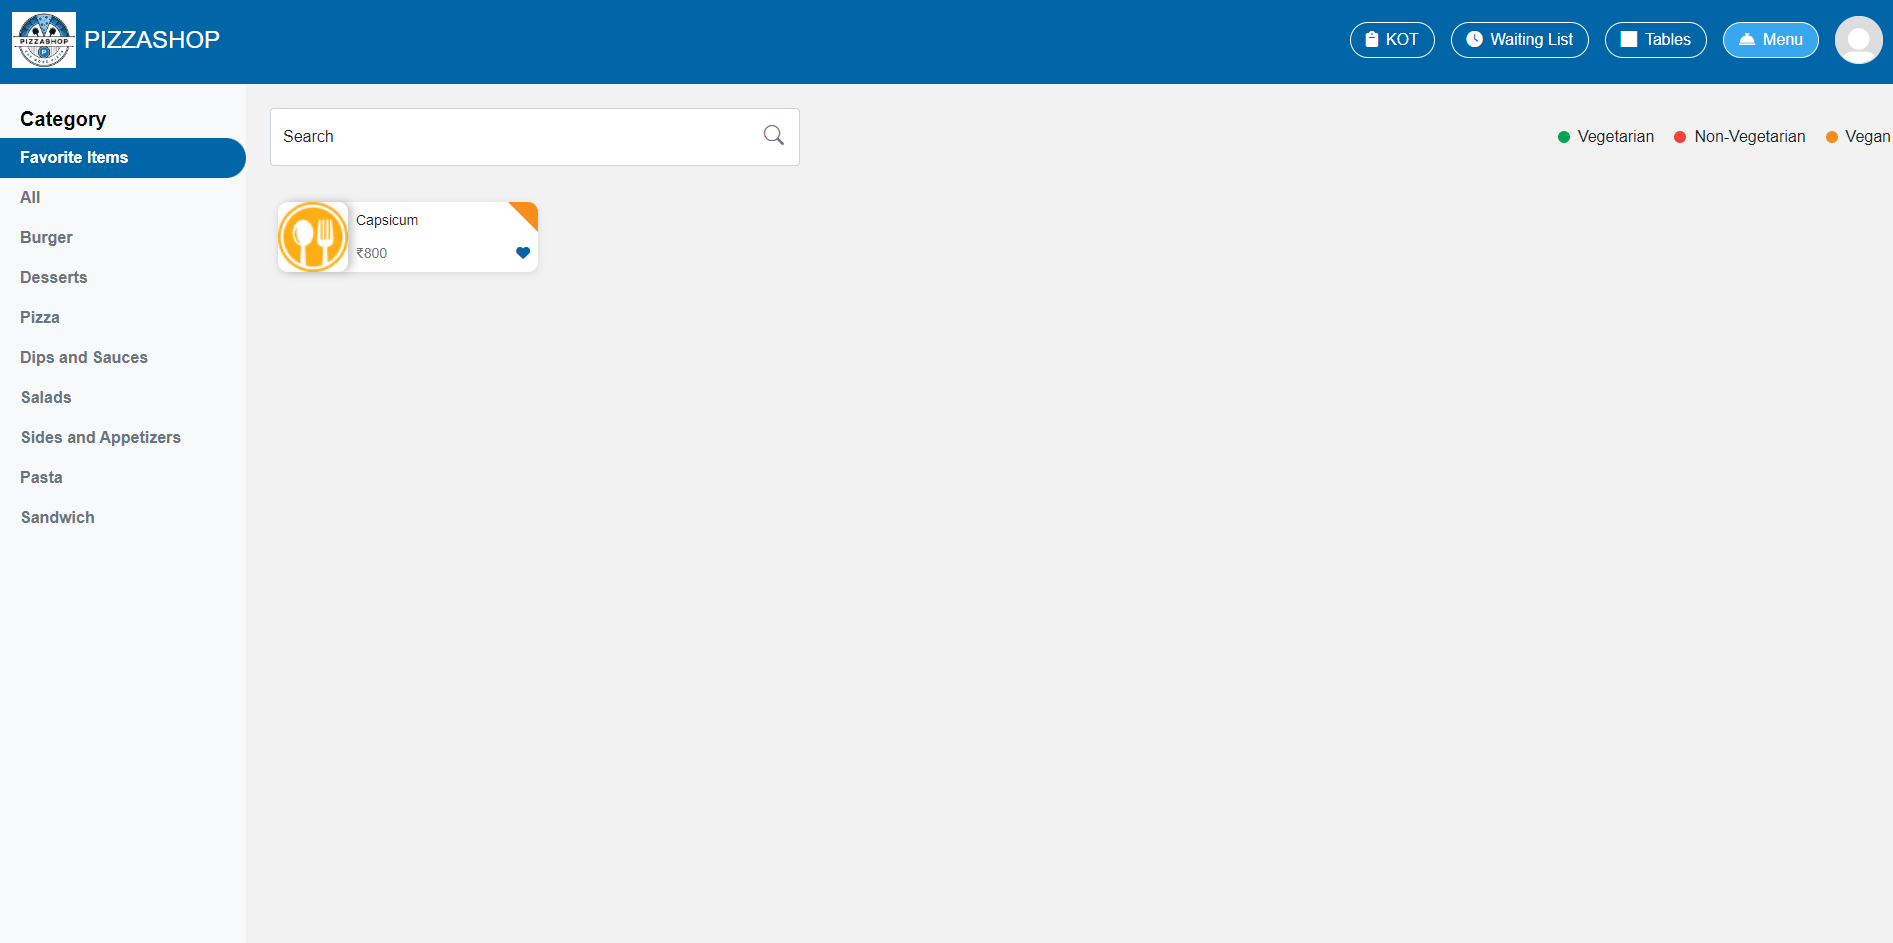 PIZZASHOP
PIZZASHOP
KOT
Waiting List
Tables
Menu
Category
Favorite Items
All
Burger
Desserts
Pizza
Dips and Sauces
Salads
Sides and Appetizers
Pasta
Sandwich
Search
Vegetarian
Non-Vegetarian
Vegan
Capsicum
₹800